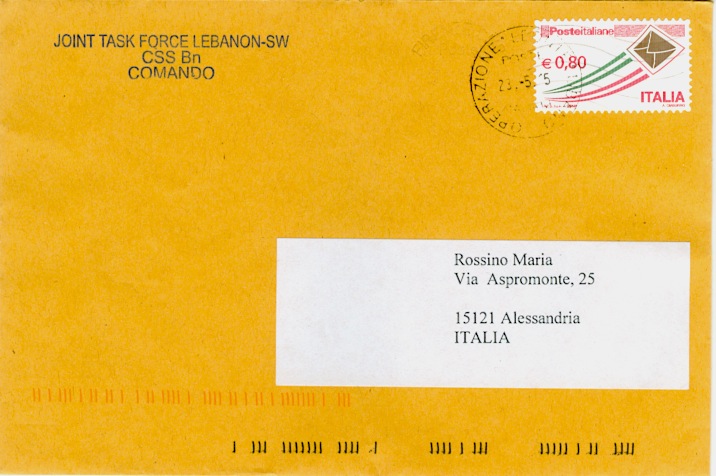 JOINT TASK FORCE LEBANON-SW
CSS Bn
COMANDO
Posteitaliane
€ 0,80
ITALIA
OPERAZIONE
Rossino Maria
Via Aspromonte, 25
15121 Alessandria
ITALIA